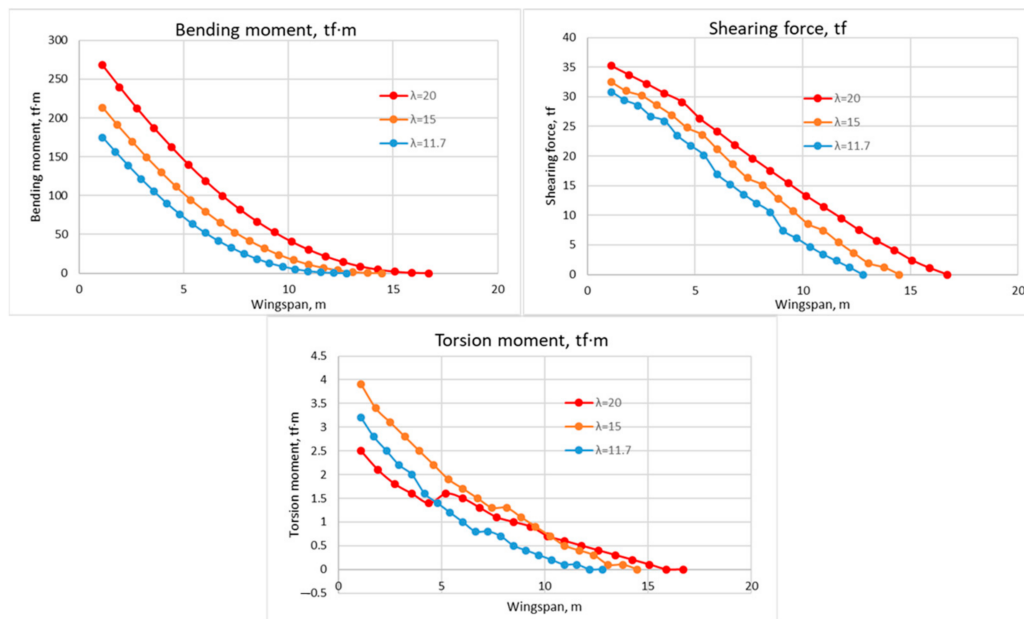 Bending moment, tf·m
300
250
200
150
100
50
0
Bending moment, tf·m
λ=20
λ=15
λ=11.7
0
5
10
15
20
Wingspan, m
Shearing force, tf
40
35
30
25
20
15
10
5
0
Shearing force, tf
λ=20
λ=15
λ=11.7
0
5
10
15
20
Wingspan, m
Torsion moment, tf·m
4.5
4
3.5
3
2.5
2
1.5
1
0.5
0
—0.5
Torsion moment, tf·m
λ=20
λ=15
λ=11.7
0
5
10
15
20
Wingspan, m